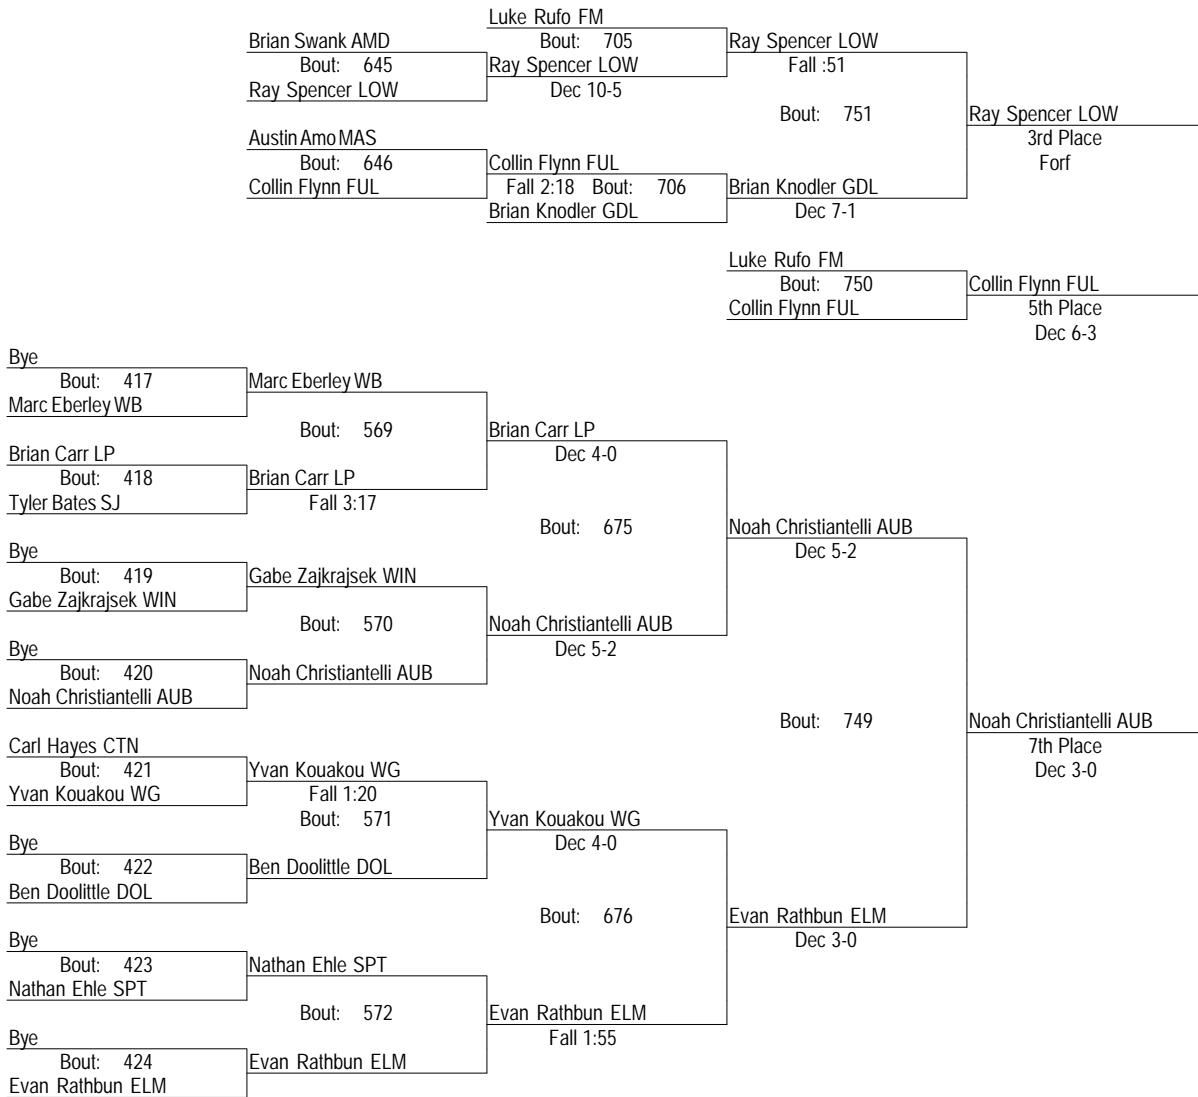 Luke Rufo FM
Brian Swank AMD
Bout: 705
Ray Spencer LOW
Bout: 645
Ray Spencer LOW
Fall :51
Ray Spencer LOW
Dec 10-5
Bout: 751
Ray Spencer LOW
Austin Amo MAS
3rd Place
Bout: 646
Collin Flynn FUL
Forf
Collin Flynn FUL
Fall 2:18 Bout: 706
Brian Knodler GDL
Brian Knodler GDL
Dec 7-1
Luke Rufo FM
Bout: 750
Collin Flynn FUL
Collin Flynn FUL
5th Place
Dec 6-3
Bye
Bout: 417
Marc Eberley WB
Marc Eberley WB
Bout: 569
Brian Carr LP
Brian Carr LP
Dec 4-0
Bout: 418
Brian Carr LP
Tyler Bates SJ
Fall 3:17
Bout: 675
Noah Christiantelli AUB
Bye
Dec 5-2
Bout: 419
Gabe Zajkrajsek WIN
Gabe Zajkrajsek WIN
Bout: 570
Noah Christiantelli AUB
Bye
Dec 5-2
Bout: 420
Noah Christiantelli AUB
Noah Christiantelli AUB
Bout: 749
Noah Christiantelli AUB
Carl Hayes CTN
7th Place
Bout: 421
Yvan Kouakou WG
Dec 3-0
Yvan Kouakou WG
Fall 1:20
Bout: 571
Yvan Kouakou WG
Bye
Dec 4-0
Bout: 422
Ben Doolittle DOL
Ben Doolittle DOL
Bout: 676
Evan Rathbun ELM
Bye
Dec 3-0
Bout: 423
Nathan Ehle SPT
Nathan Ehle SPT
Bout: 572
Evan Rathbun ELM
Bye
Fall 1:55
Bout: 424
Evan Rathbun ELM
Evan Rathbun ELM